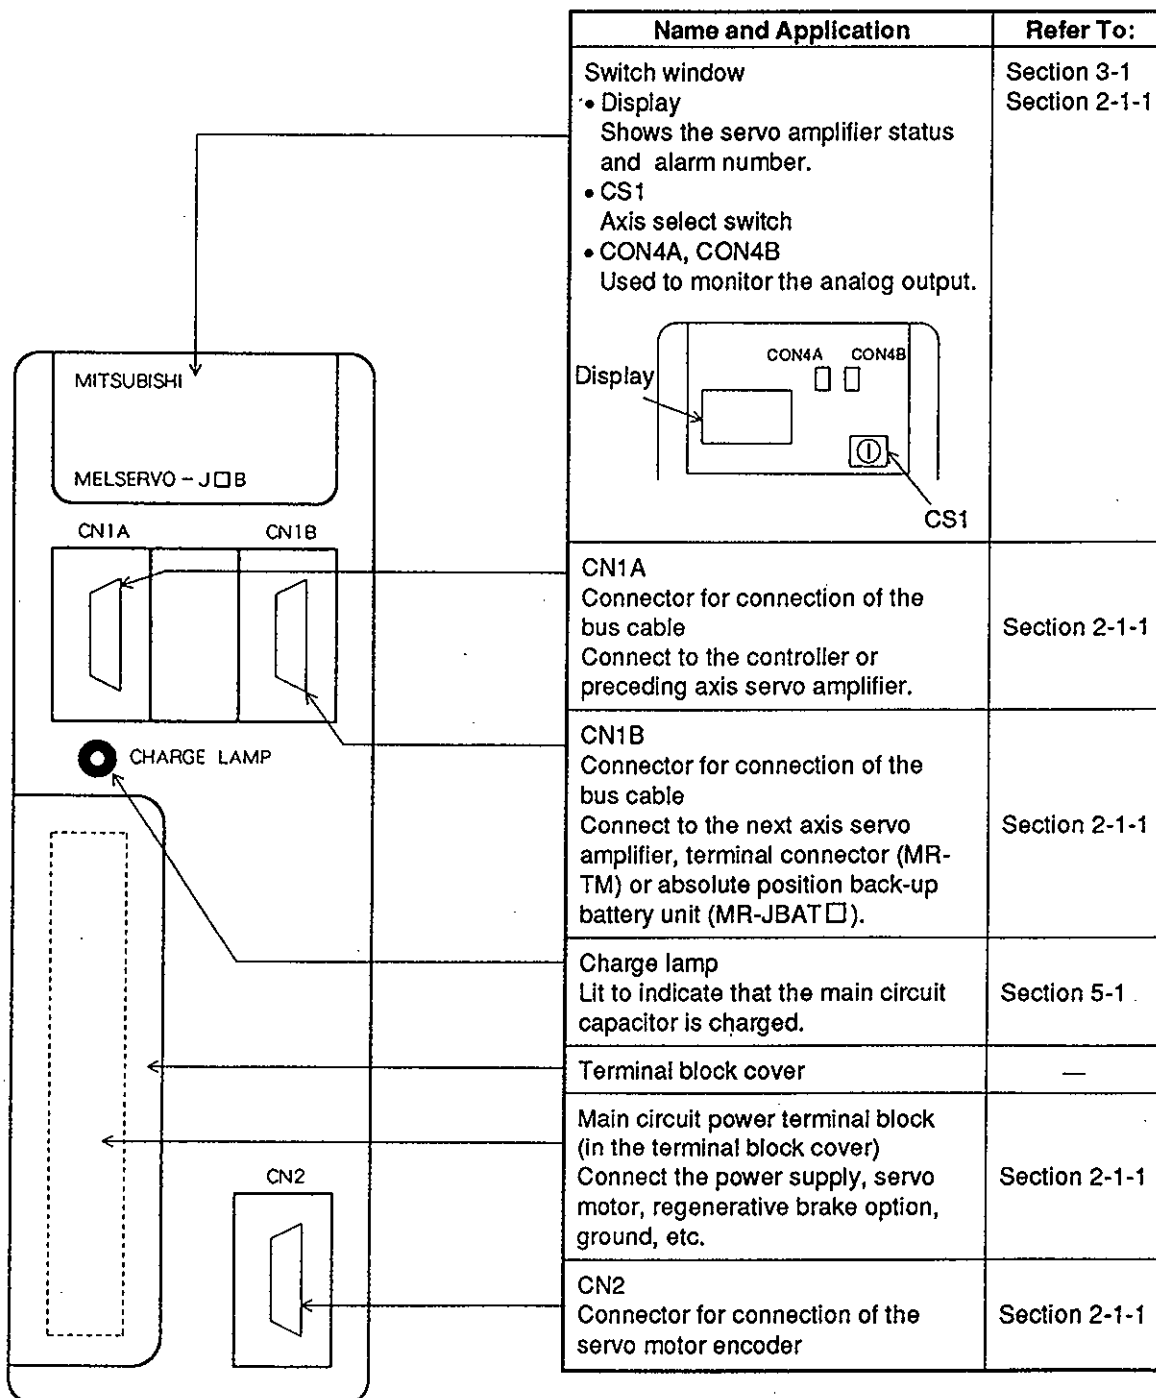 Name and Application
Refer To:
Switch window
• Display
Shows the servo amplifier status
and alarm number.
• CS1
Axis select switch
• CON4A, CON4B
Used to monitor the analog output.
Section 3-1
Section 2-1-1
CON4A
CON4B
Display
CS1
MITSUBISHI
MELSERVO – J□B
CN1A
CN1B
CHARGE LAMP
CN2
CN1A
Connector for connection of the
bus cable
Connect to the controller or
preceding axis servo amplifier.
Section 2-1-1
CN1B
Connector for connection of the
bus cable
Connect to the next axis servo
amplifier, terminal connector (MR-
TM) or absolute position back-up
battery unit (MR-JBAT□).
Section 2-1-1
Charge lamp
Lit to indicate that the main circuit
capacitor is charged.
Section 5-1
Terminal block cover
—
Main circuit power terminal block
(in the terminal block cover)
Connect the power supply, servo
motor, regenerative brake option,
ground, etc.
Section 2-1-1
CN2
Connector for connection of the
servo motor encoder
Section 2-1-1